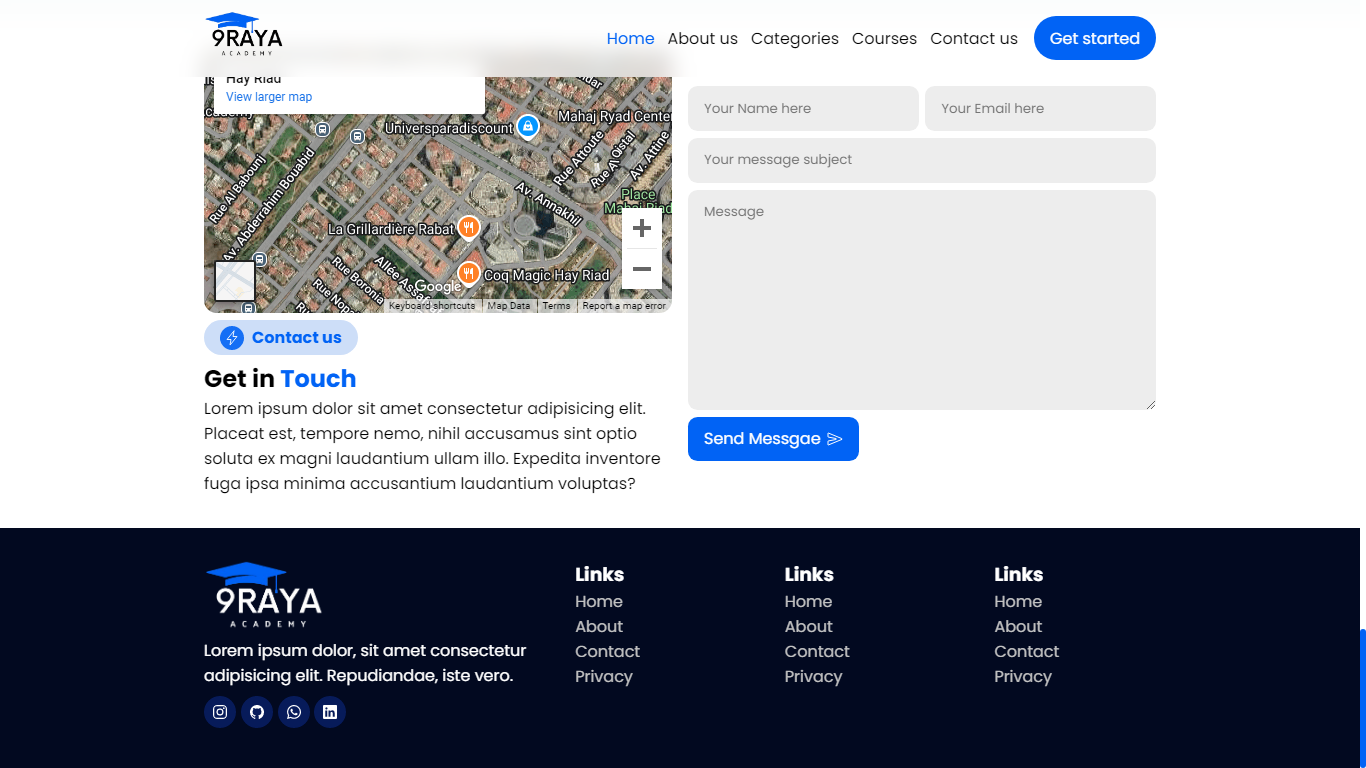 9RAYA
ACADEMY
Home About us Categories Courses Contact us Get started
Hay Riad
View larger map
Universparadiscount
Mahaj Ryad Center
Rue Attoute
Rue Al Qistal
Av. Attine
Rue Al Babounj
Av. Abderrahim Bouabid
Av. Annakhil
Place
Mahaj Riad
La Grillardière Rabat
Coq Magic Hay Riad
Rue Boronia
Google
Keyboard shortcuts Map Data Terms Report a map error
Your Name here Your Email here
Your message subject
Message
Send Messgae
Contact us
Get in Touch
Lorem ipsum dolor sit amet consectetur adipisicing elit.
Placeat est, tempore nemo, nihil accusamus sint optio
soluta ex magni laudantium ullam illo. Expedita inventore
fuga ipsa minima accusantium laudantium voluptas?
9RAYA
ACADEMY
Lorem ipsum dolor, sit amet consectetur
adipisicing elit. Repudiandae, iste vero.
Links
Home
About
Contact
Privacy
Links
Home
About
Contact
Privacy
Links
Home
About
Contact
Privacy